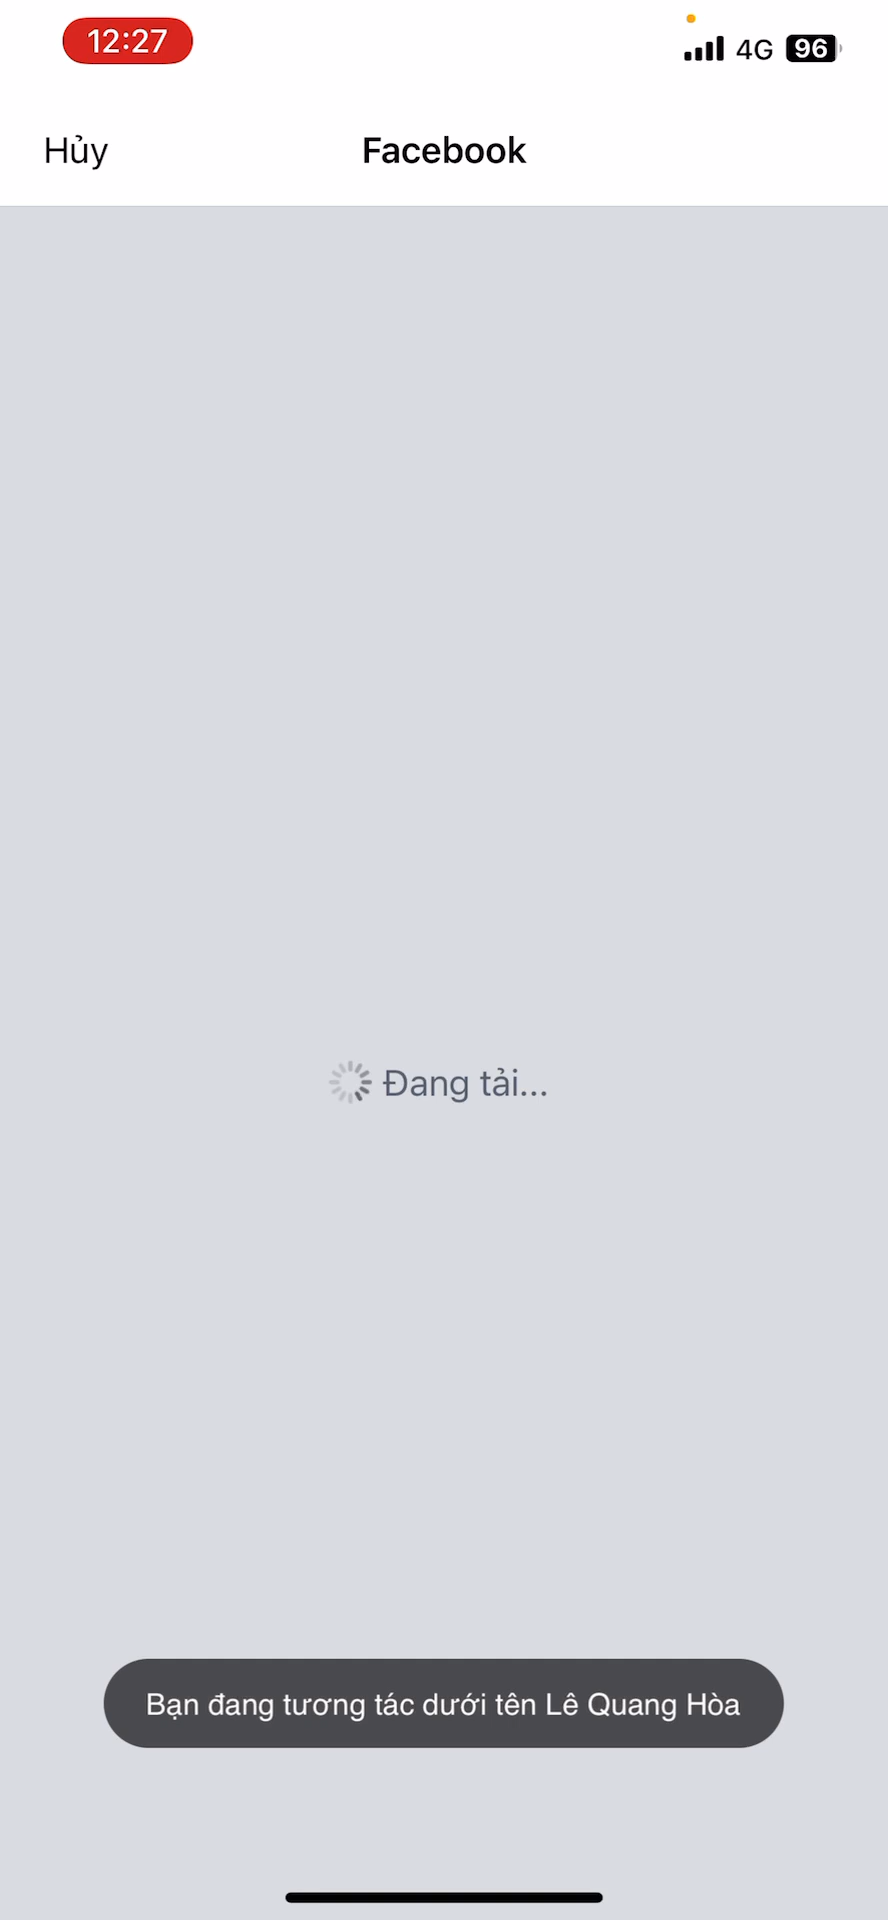 12:27
4G 96
Hủy Facebook
Đang tải...
Bạn đang tương tác dưới tên Lê Quang Hòa